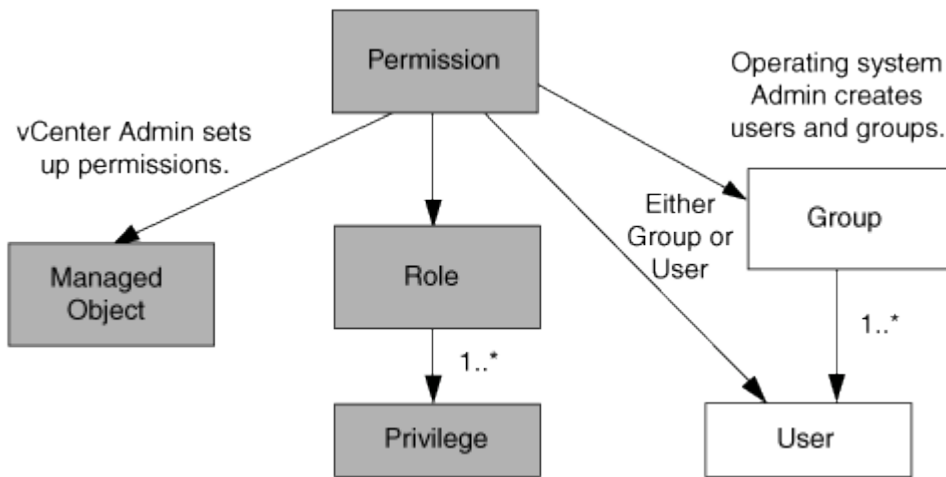 Permission
Operating system
Admin creates
users and groups.
vCenter Admin sets
up permissions.
Either
Group or
User
Group
Managed
Object
Role
1..*
1..*
Privilege
User